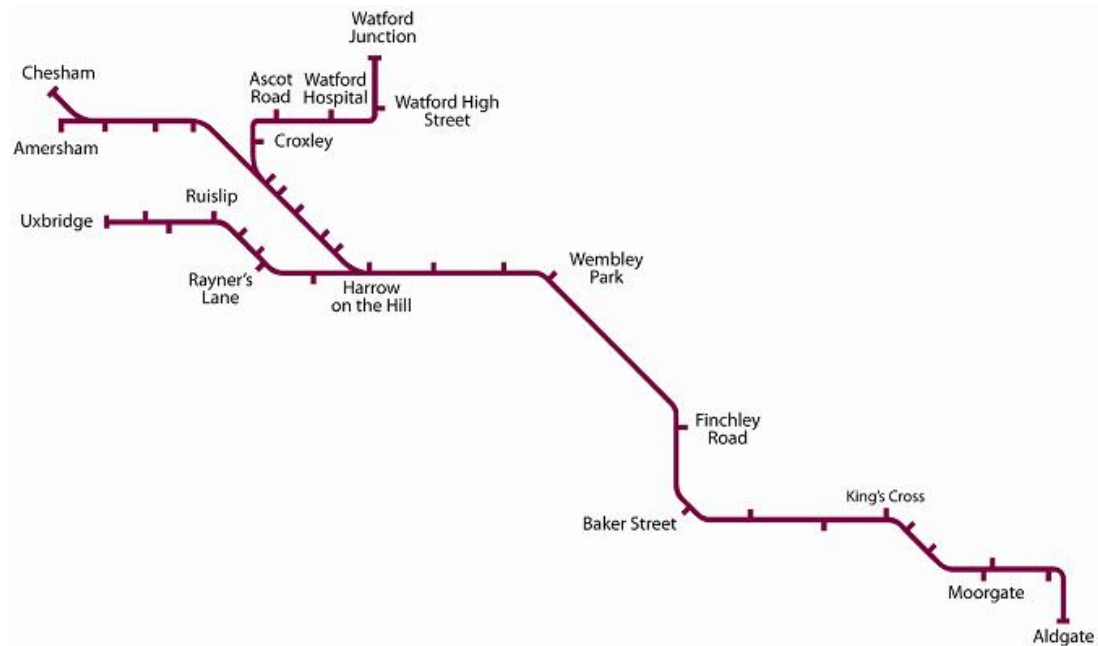 Watford
Junction
Chesham
Ascot
Road
Watford
Hospital
Watford High
Street
Amersham
Croxley
Ruislip
Uxbridge
Rayner's
Lane
Harrow
on the Hill
Wembley
Park
Finchley
Road
Baker Street
King's Cross
Moorgate
Aldgate